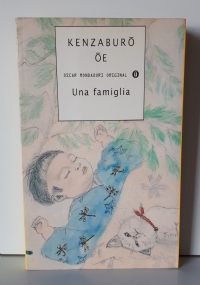 KENZABURŌ
ŌE
OSCAR MONDADORI ORIGINAL
Una famiglia